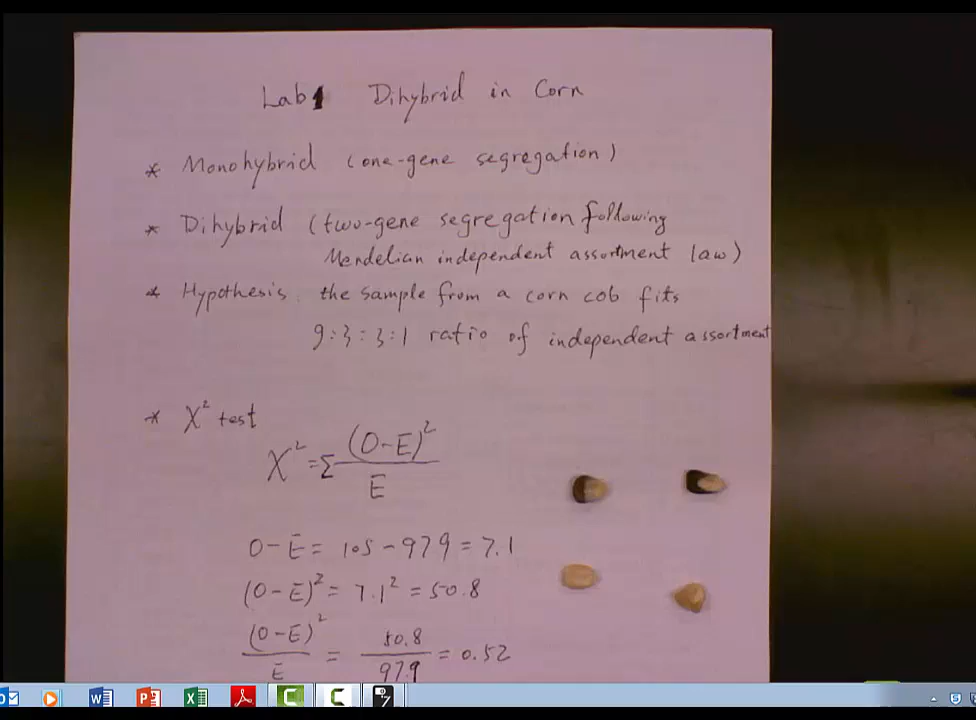 Lab 1 Dihybrid in Corn
* Monohybrid (one-gene segregation)
* Dihybrid (two-gene segregation following
Mendelian independent assortment law)
* Hypothesis: the sample from a corn cob fits
9:3:3:1 ratio of independent assortment
* X² test
X² = Σ (O-E)² / E
O-E = 105 - 97.9 = 7.1
(O-E)² = 7.1² = 50.8
(O-E)² / E = 50.8 / 97.9 = 0.52